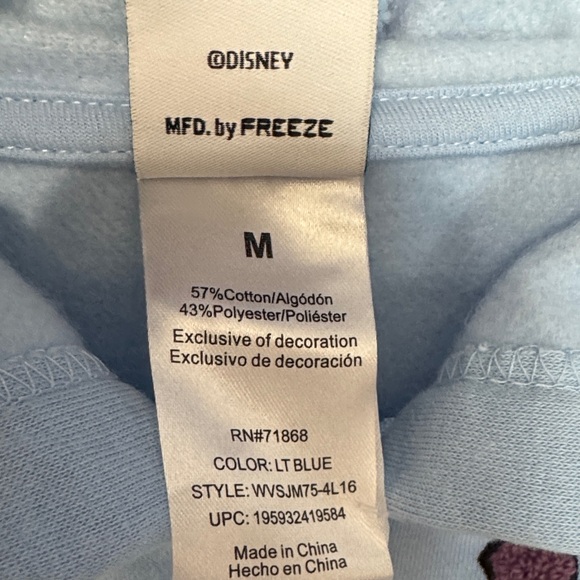 ©DISNEY
MFD. by FREEZE
M
57%Cotton/Algódón
43%Polyester/Poliéster
Exclusive of decoration
Exclusivo de decoración
RN#71868
COLOR: LT BLUE
STYLE: WVSJM75-4L16
UPC: 195932419584
Made in China
Hecho en China